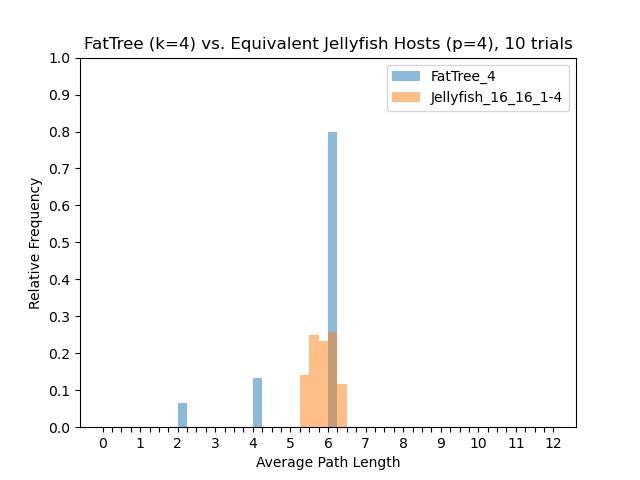 FatTree (k=4) vs. Equivalent Jellyfish Hosts (p=4), 10 trials
FatTree_4
Jellyfish_16_16_1-4
Relative Frequency
1.0
0.9
0.8
0.7
0.6
0.5
0.4
0.3
0.2
0.1
0.0
0 1 2 3 4 5 6 7 8 9 10 11 12
Average Path Length